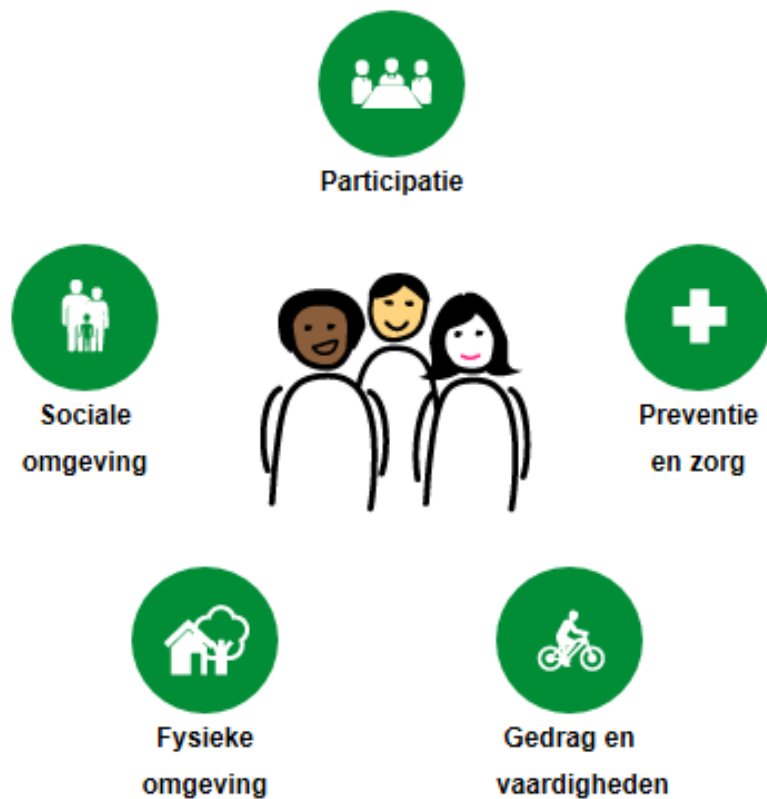 Participatie
Sociale
omgeving
Preventie
en zorg
Fysieke
omgeving
Gedrag en
vaardigheden